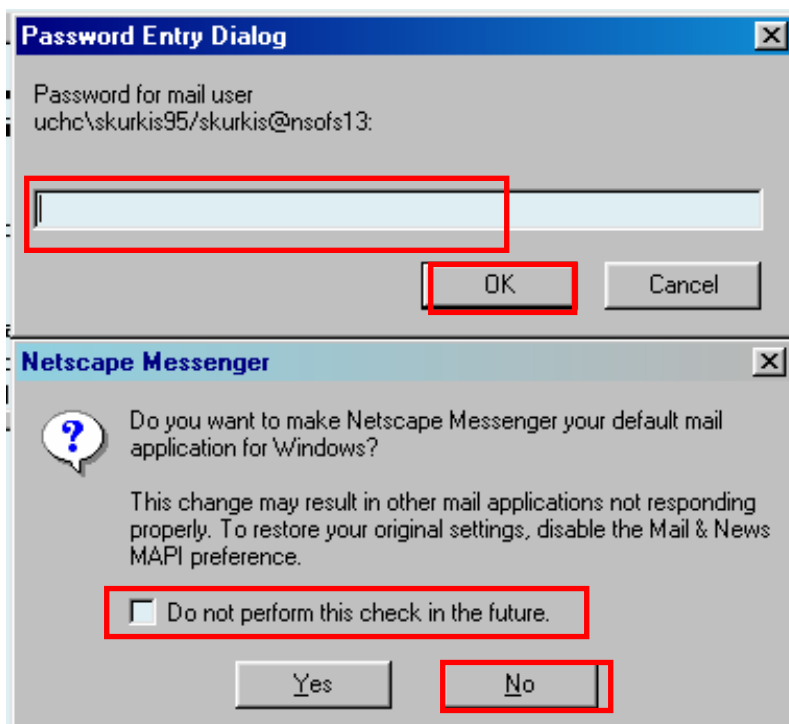 Password Entry Dialog
Password for mail user
uchc\skurkis95/skurkis@nsofs13:
OK
Cancel
Netscape Messenger
Do you want to make Netscape Messenger your default mail
application for Windows?
This change may result in other mail applications not responding
properly. To restore your original settings, disable the Mail & News
MAPI preference.
Do not perform this check in the future.
Yes
No